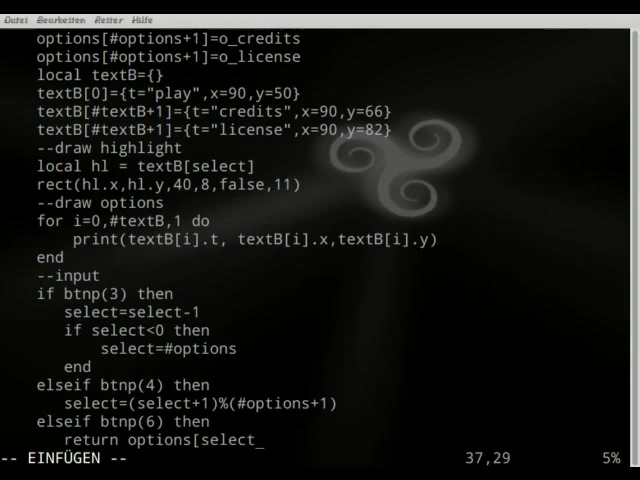 Datei Bearbeiten Reiter Hilfe
options[#options+1]=o_credits
options[#options+1]=o_license
local textB={}
textB[0]={t="play",x=90,y=50}
textB[#textB+1]={t="credits",x=90,y=66}
textB[#textB+1]={t="license",x=90,y=82}
--draw highlight
local hl = textB[select]
rect(hl.x,hl.y,40,8,false,11)
--draw options
for i=0,#textB,1 do
print(textB[i].t, textB[i].x,textB[i].y)
end
--input
if btnp(3) then
select=select-1
if select<0 then
select=#options
end
elseif btnp(4) then
select=(select+1)%(#options+1)
elseif btnp(6) then
return options[select_
-- EINFÜGEN -- 37,29 5%